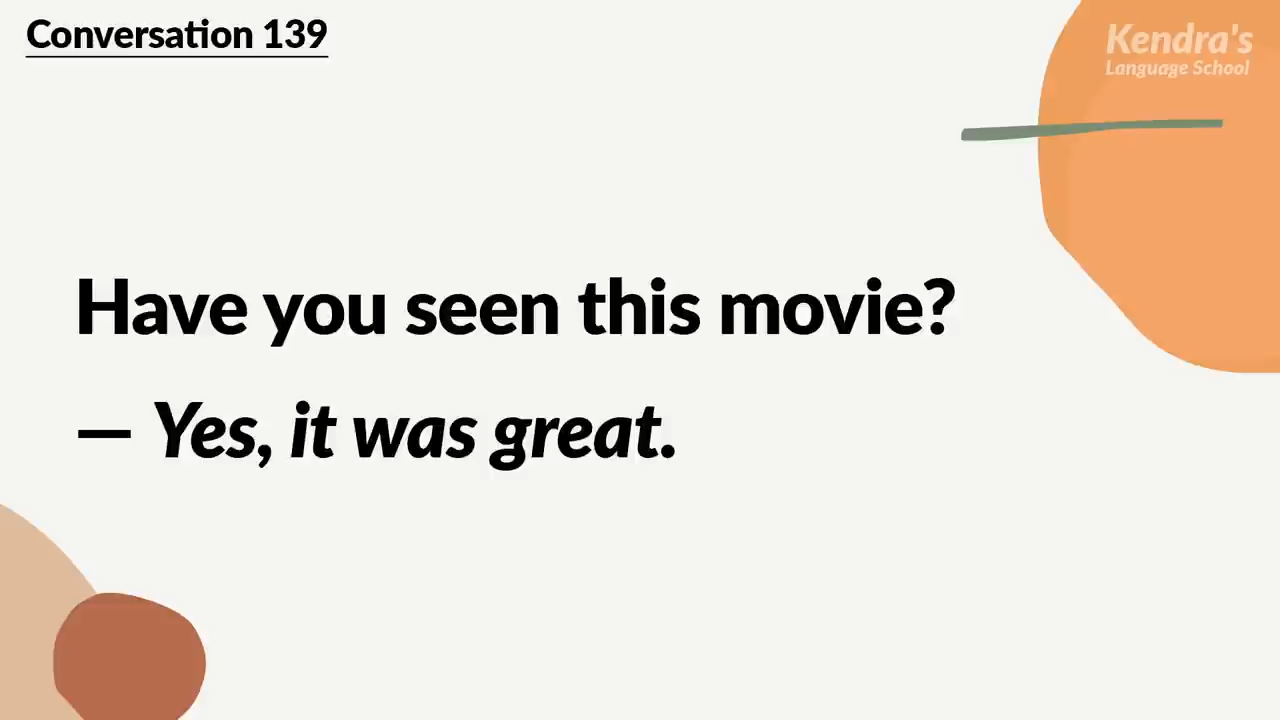 Conversation 139
Kendra's
Language School
Have you seen this movie?
— Yes, it was great.